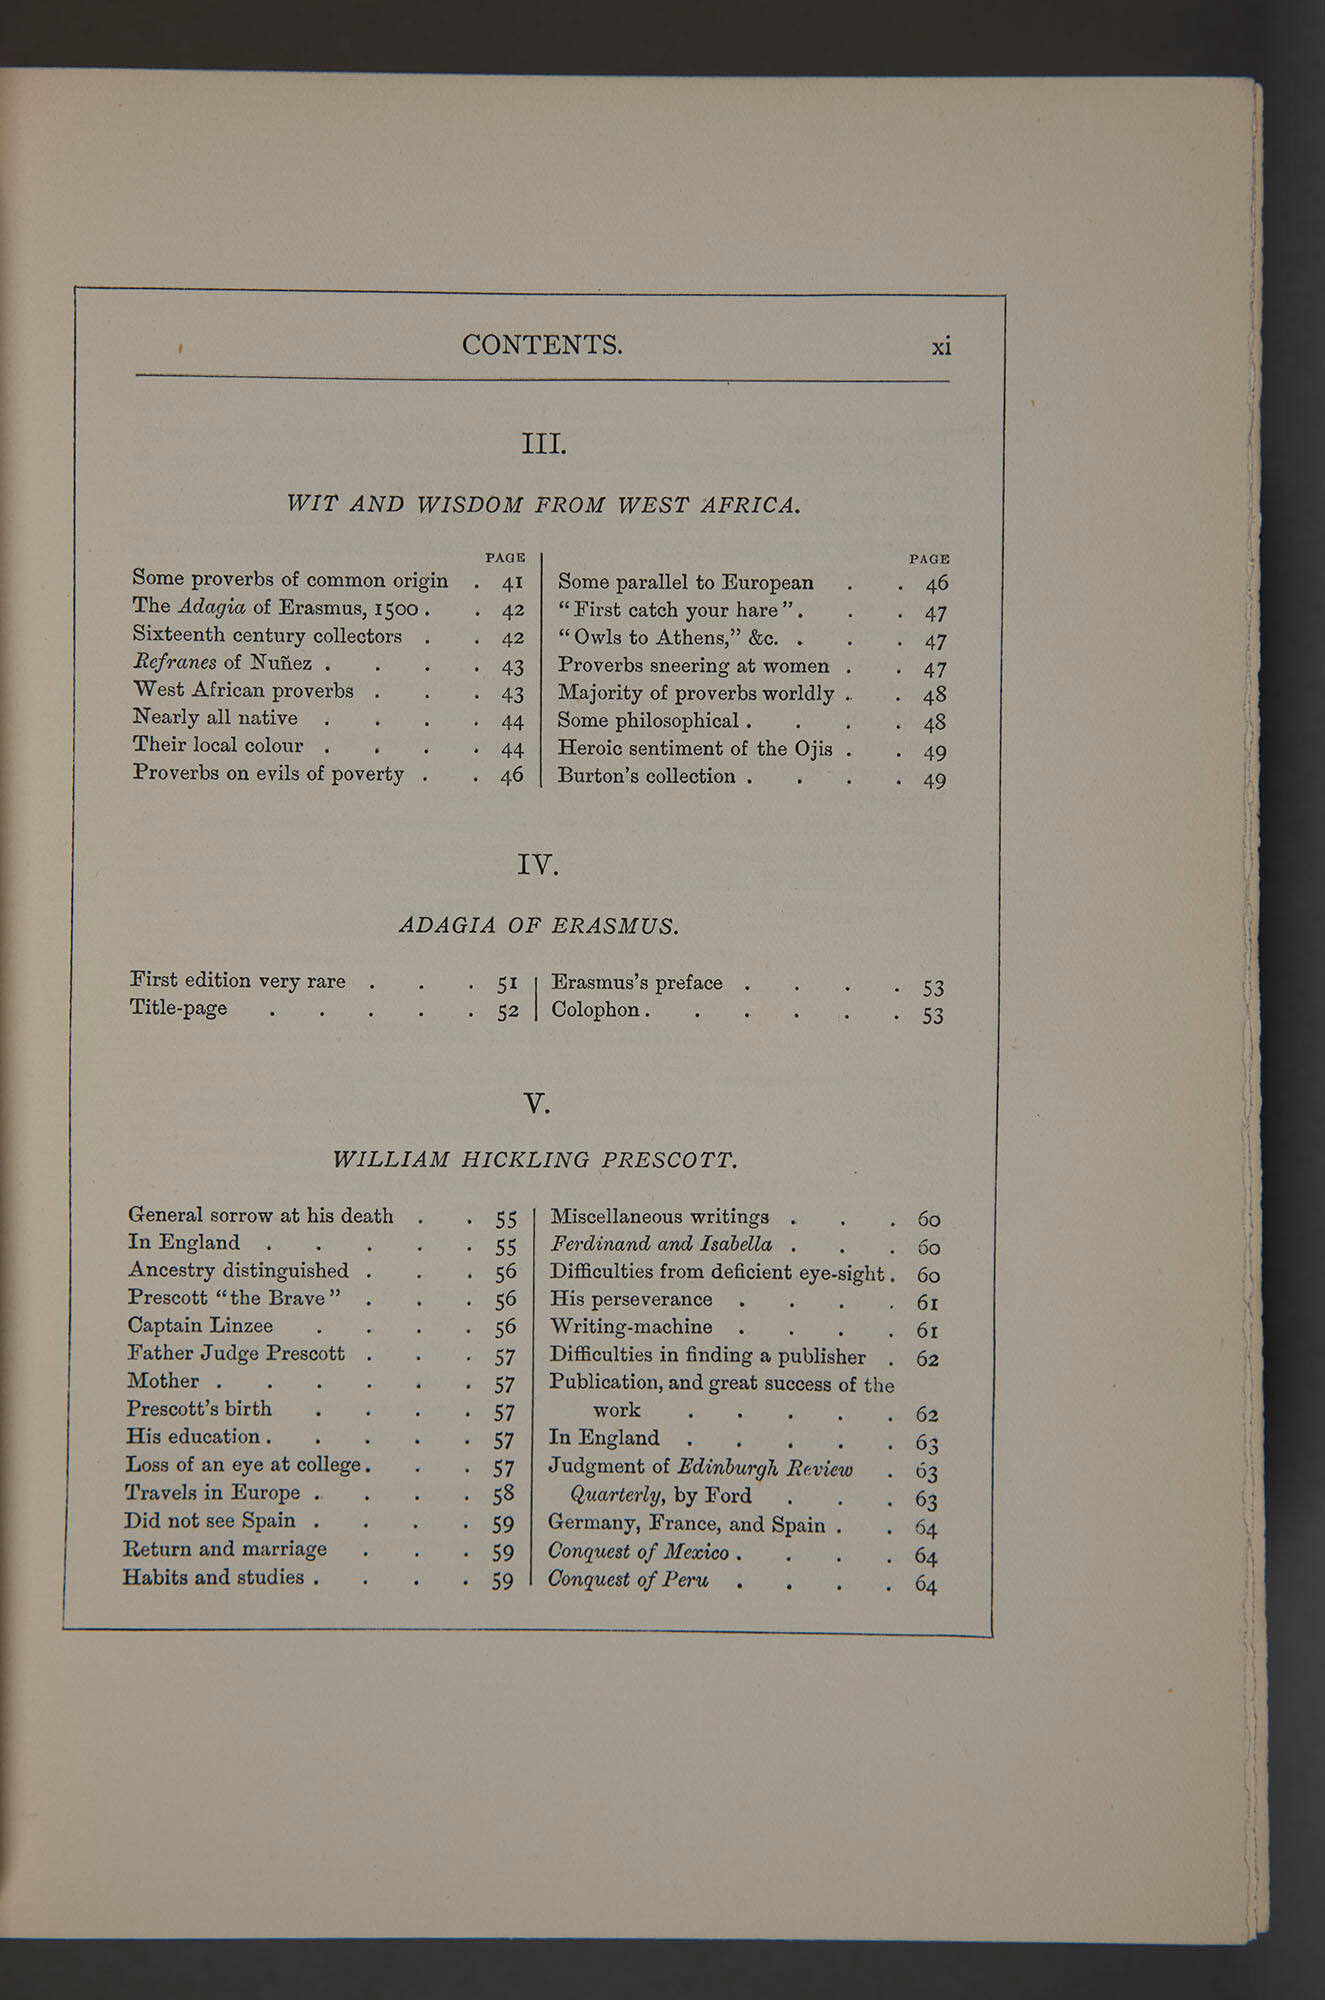 CONTENTS. xi
III.
WIT AND WISDOM FROM WEST AFRICA.
PAGE
Some proverbs of common origin . 41
The Adagia of Erasmus, 1500 . . 42
Sixteenth century collectors . . 42
Refranes of Nuñez . . . . 43
West African proverbs . . . 43
Nearly all native . . . . 44
Their local colour . . . . 44
Proverbs on evils of poverty . . 46
PAGE
Some parallel to European . . 46
“First catch your hare” . . . 47
“Owls to Athens,” &c. . . . 47
Proverbs sneering at women . . 47
Majority of proverbs worldly . . 48
Some philosophical . . . . 48
Heroic sentiment of the Ojis . . 49
Burton's collection . . . . 49
IV.
ADAGIA OF ERASMUS.
First edition very rare . . . 51
Title-page . . . . . 52
Erasmus's preface . . . . 53
Colophon . . . . . . 53
V.
WILLIAM HICKLING PRESCOTT.
General sorrow at his death . . 55
In England . . . . . 55
Ancestry distinguished . . . 56
Prescott “the Brave” . . . 56
Captain Linzee . . . . 56
Father Judge Prescott . . . 57
Mother . . . . . . 57
Prescott's birth . . . . 57
His education . . . . . 57
Loss of an eye at college . . . 57
Travels in Europe . . . . 58
Did not see Spain . . . . 59
Return and marriage . . . 59
Habits and studies . . . . 59
Miscellaneous writings . . . 60
Ferdinand and Isabella . . . 60
Difficulties from deficient eye-sight . 60
His perseverance . . . . 61
Writing-machine . . . . 61
Difficulties in finding a publisher . 62
Publication, and great success of the
work . . . . . 62
In England . . . . . 63
Judgment of Edinburgh Review . 63
Quarterly, by Ford . . . 63
Germany, France, and Spain . . 64
Conquest of Mexico . . . . 64
Conquest of Peru . . . . 64